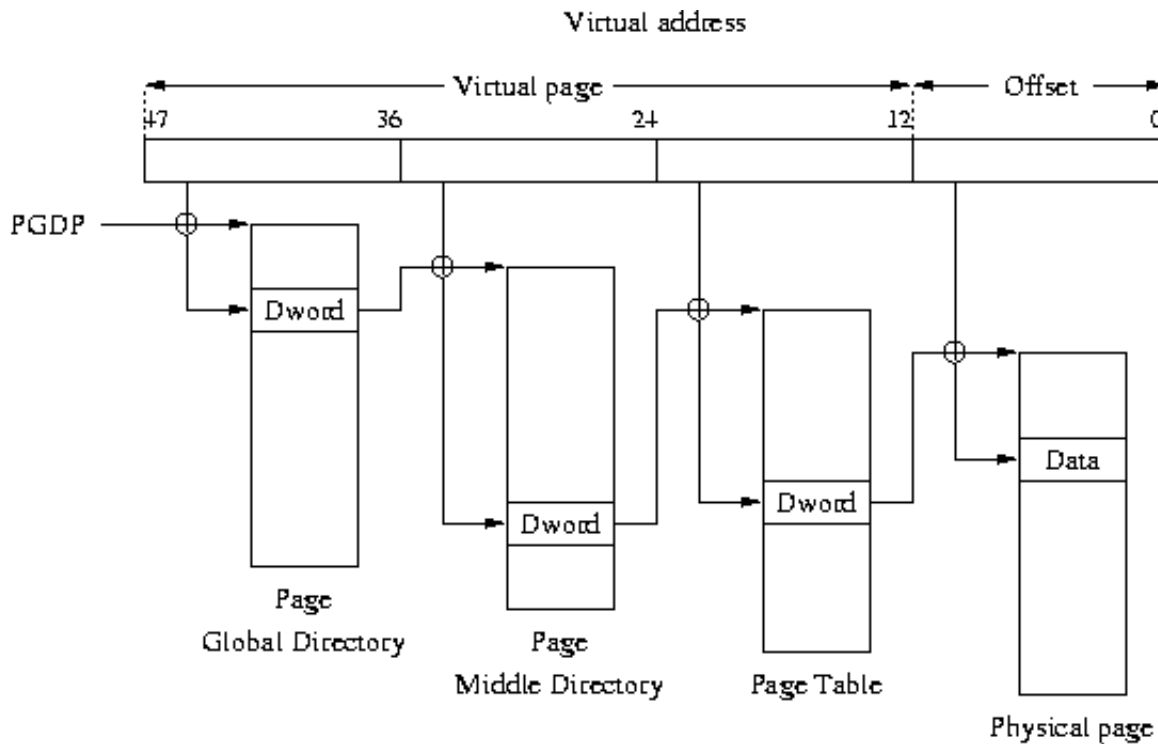 Virtual address
Virtual page
Offset
47 36 24 12 0
PGDP
Dword
Dword
Dword
Data
Page
Global Directory
Page
Middle Directory
Page Table
Physical page